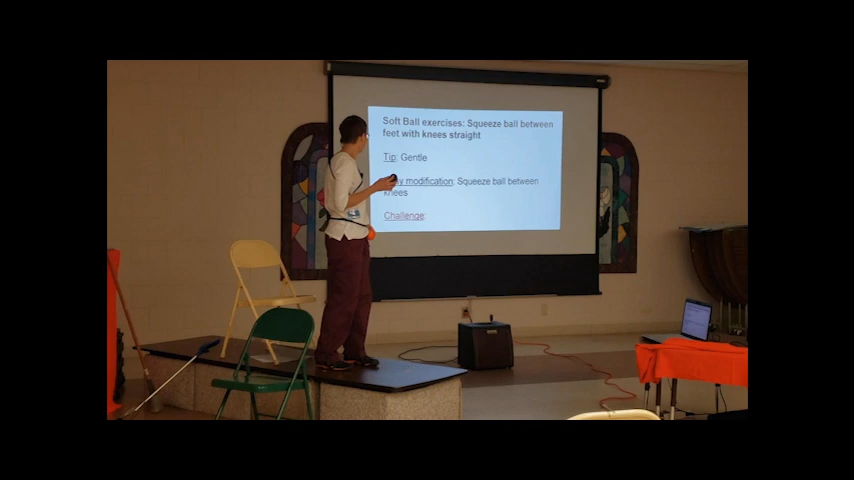 Soft Ball exercises: Squeeze ball between
feet with knees straight
Tip: Gentle
modification: Squeeze ball between
knees
Challenge: